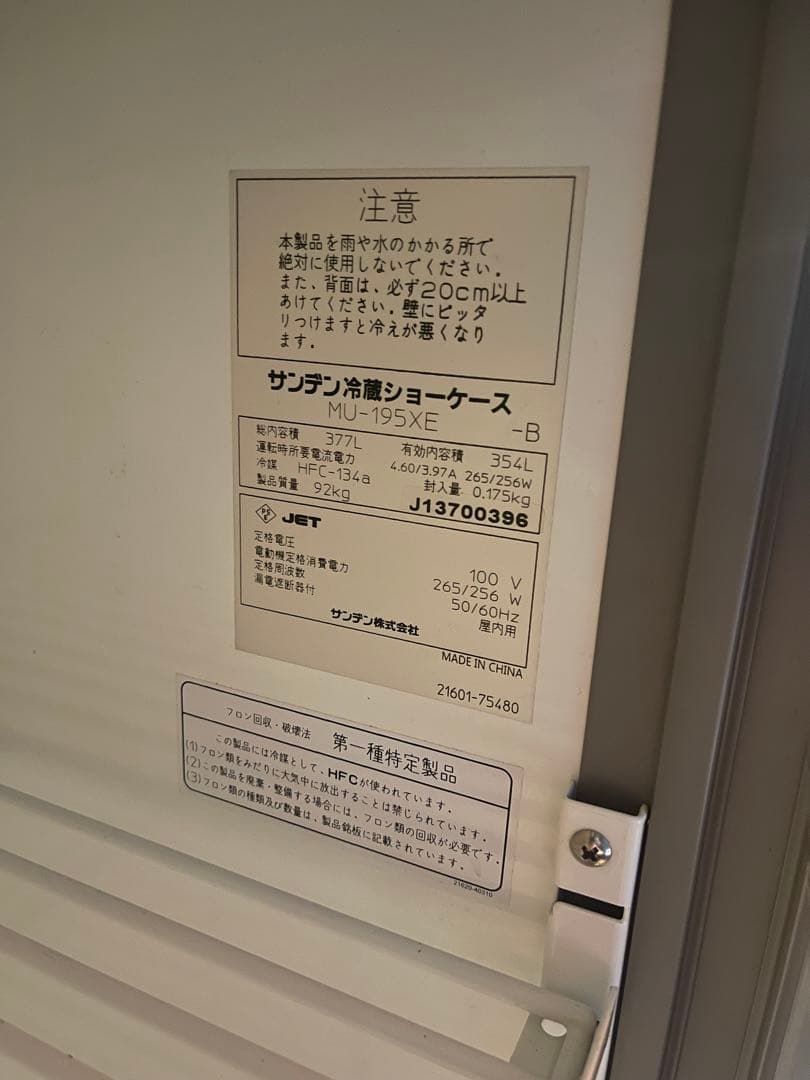 注意
本製品を雨や水のかかる所で
絶対に使用しないでください.
また、背面は、必ず20cm以上
あけてください.壁にピッタ
リつけますと冷えが悪くなり
ます.
サンデン冷蔵ショーケース
MU-195XE -B
総内容積 377L 有効内容積 354L
運転時所要電流電力 4.60/3.97A 265/256W
冷媒 HFC-134a 封入量 0.175kg
製品質量 92kg J13700396
PSE JET
定格電圧 100 V
電動機定格消費電力 265/256 W
定格周波数 50/60Hz
漏電遮断器付 屋内用
サンデン株式会社
MADE IN CHINA
21601-75480
フロン回収・破壊法 第一種特定製品
この製品には冷媒として、HFCが使われています.
(1)フロン類をみだりに大気中に放出することは禁じられています.
(2)この製品を廃棄・整備する場合には、フロン類の回収が必要です.
(3)フロン類の種類及び数量は、製品銘板に記載されています.
21620-40310